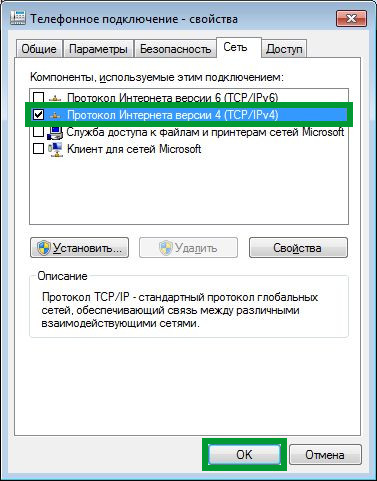 Телефонное подключение - свойства
Общие Параметры Безопасность Сеть Доступ
Компоненты, используемые этим подключением:
Протокол Интернета версии 6 (TCP/IPv6)
Протокол Интернета версии 4 (TCP/IPv4)
Служба доступа к файлам и принтерам сетей Microsoft
Клиент для сетей Microsoft
Установить... Удалить Свойства
Описание
Протокол TCP/IP - стандартный протокол глобальных
сетей, обеспечивающий связь между различными
взаимодействующими сетями.
OK Отмена